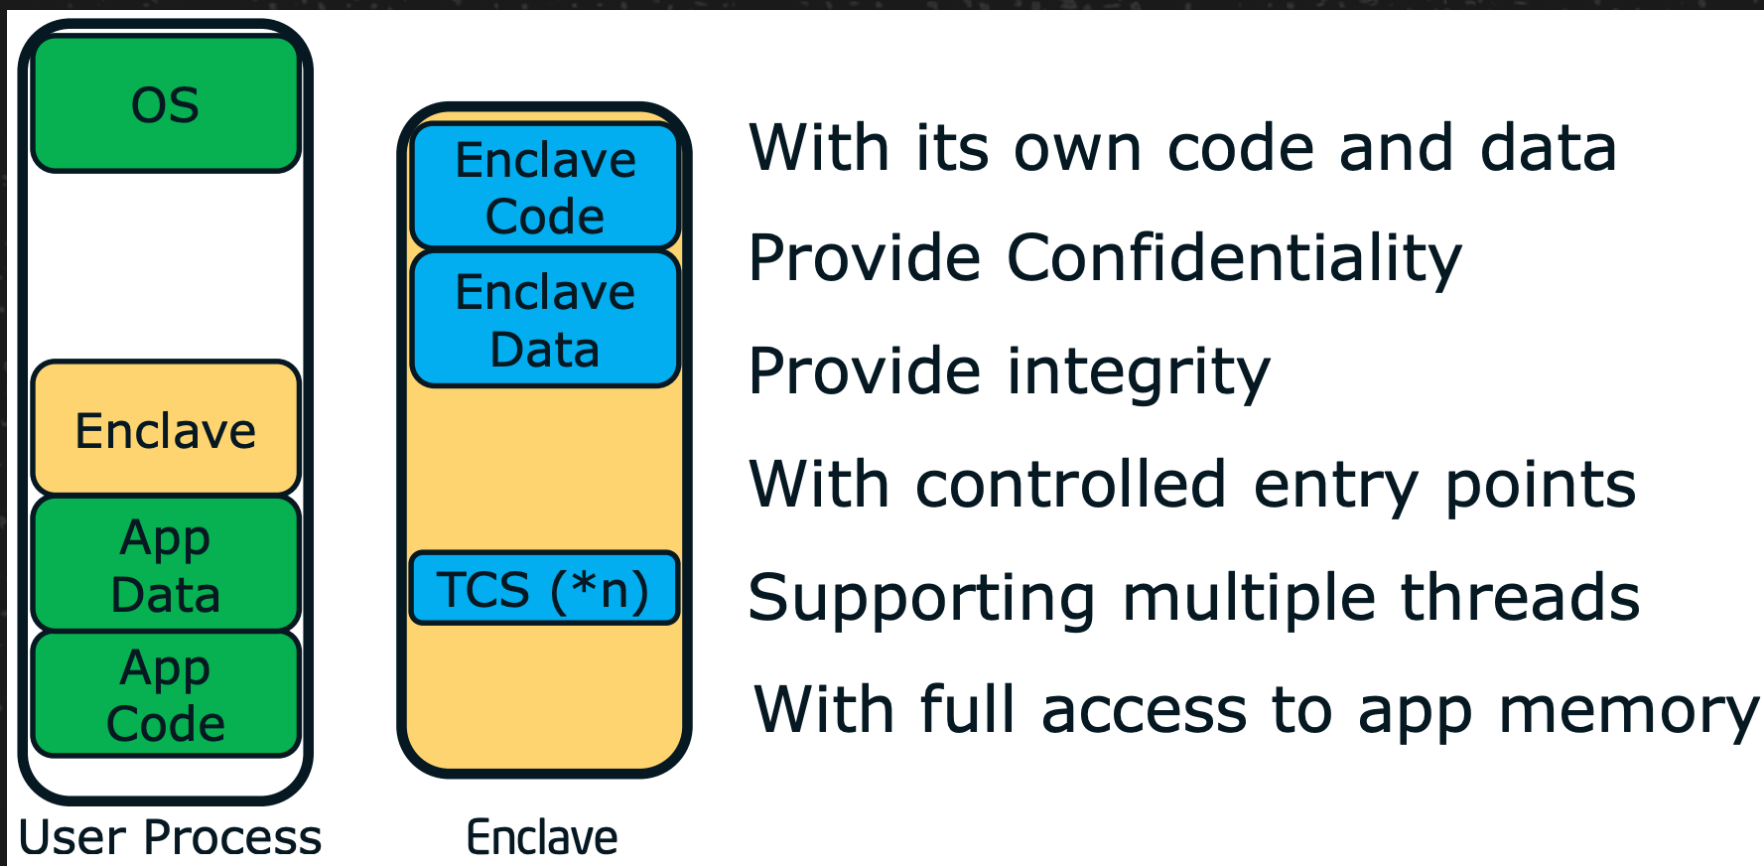 OS
Enclave
App
Data
App
Code
User Process
Enclave
Code
Enclave
Data
TCS (*n)
Enclave
With its own code and data
Provide Confidentiality
Provide integrity
With controlled entry points
Supporting multiple threads
With full access to app memory